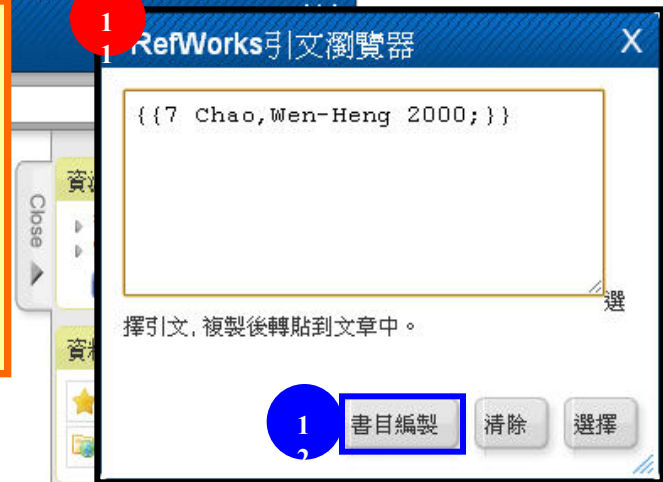 11
RefWorks引文瀏覽器 X
{{7 Chao,Wen-Heng 2000;}}
選
擇引文, 複製後轉貼到文章中。
Close
資
資
12
書目編製 清除 選擇